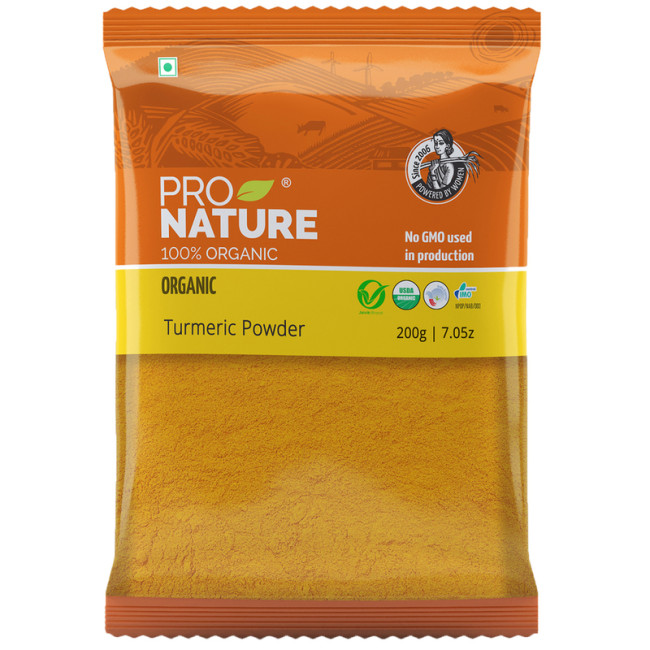 Since 2006
POWERED BY WOMEN
PRO ®
NATURE
100% ORGANIC
No GMO used
in production
ORGANIC
USDA
ORGANIC
IMO
Turmeric Powder
200g | 7.05z